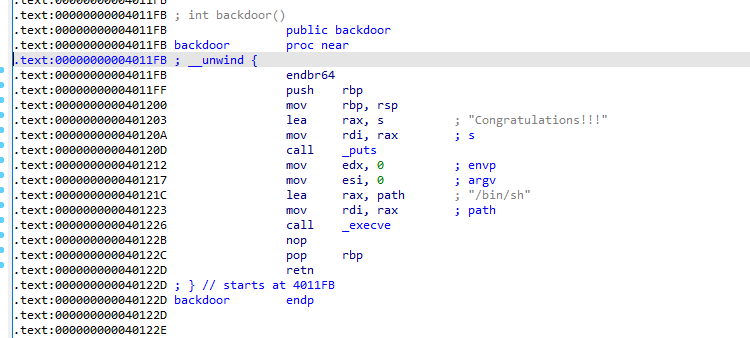 .text:00000000004011FB
.text:00000000004011FB ; int backdoor()
.text:00000000004011FB public backdoor
.text:00000000004011FB backdoor proc near
.text:00000000004011FB ; __unwind {
.text:00000000004011FB endbr64
.text:00000000004011FF push rbp
.text:0000000000401200 mov rbp, rsp
.text:0000000000401203 lea rax, s ; "Congratulations!!!"
.text:000000000040120A mov rdi, rax ; s
.text:000000000040120D call _puts
.text:0000000000401212 mov edx, 0 ; envp
.text:0000000000401217 mov esi, 0 ; argv
.text:000000000040121C lea rax, path ; "/bin/sh"
.text:0000000000401223 mov rdi, rax ; path
.text:0000000000401226 call _execve
.text:000000000040122B nop
.text:000000000040122C pop rbp
.text:000000000040122D retn
.text:000000000040122D ; } // starts at 4011FB
.text:000000000040122D backdoor endp
.text:000000000040122D
.text:000000000040122E